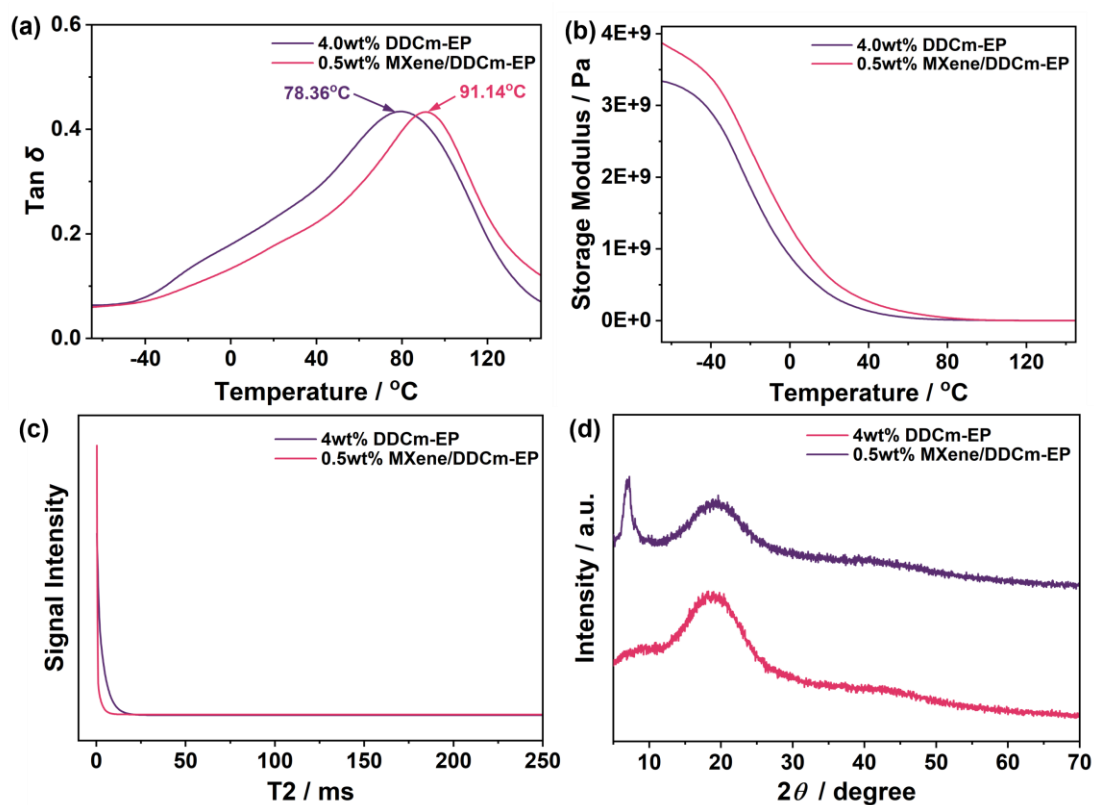 (a)
0.6
0.4
0.2
0.0
Tan δ
4.0wt% DDCm-EP
0.5wt% MXene/DDCm-EP
78.36°C
91.14°C
-40 0 40 80 120
Temperature / °C
(b)
4E+9
3E+9
2E+9
1E+9
0E+0
Storage Modulus / Pa
4.0wt% DDCm-EP
0.5wt% MXene/DDCm-EP
-40 0 40 80 120
Temperature / °C
(c)
Signal Intensity
4wt% DDCm-EP
0.5wt% MXene/DDCm-EP
0 50 100 150 200 250
T2 / ms
(d)
Intensity / a.u.
4wt% DDCm-EP
0.5wt% MXene/DDCm-EP
10 20 30 40 50 60 70
2θ / degree